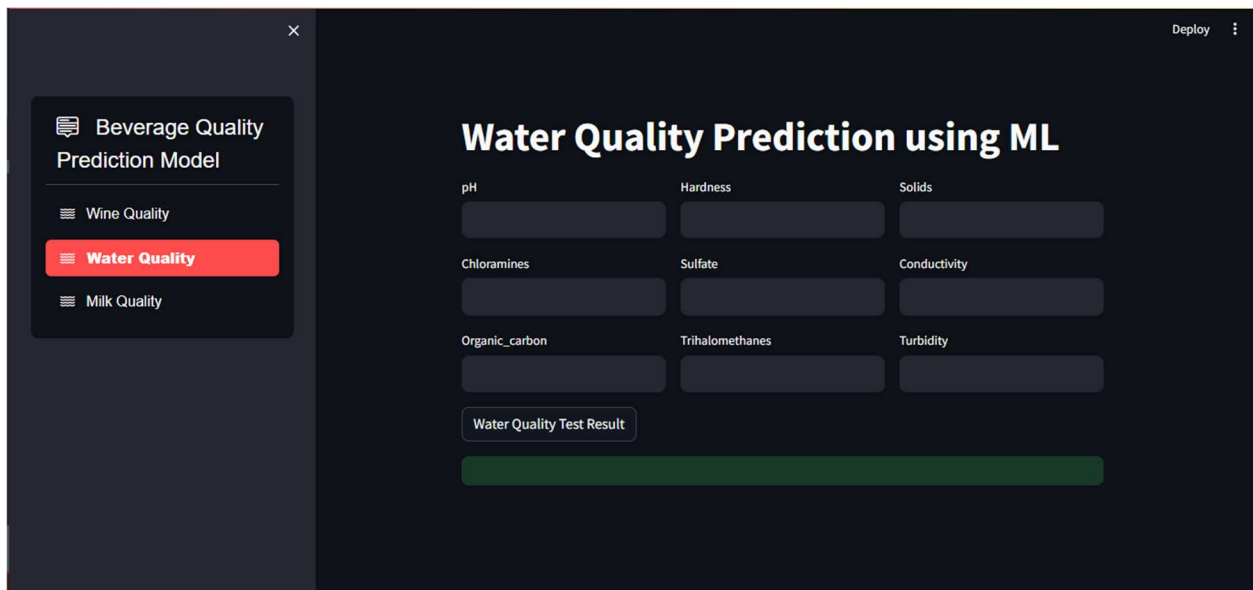 Deploy
Beverage Quality
Prediction Model
Wine Quality
Water Quality
Milk Quality
Water Quality Prediction using ML
pH Hardness Solids
Chloramines Sulfate Conductivity
Organic_carbon Trihalomethanes Turbidity
Water Quality Test Result